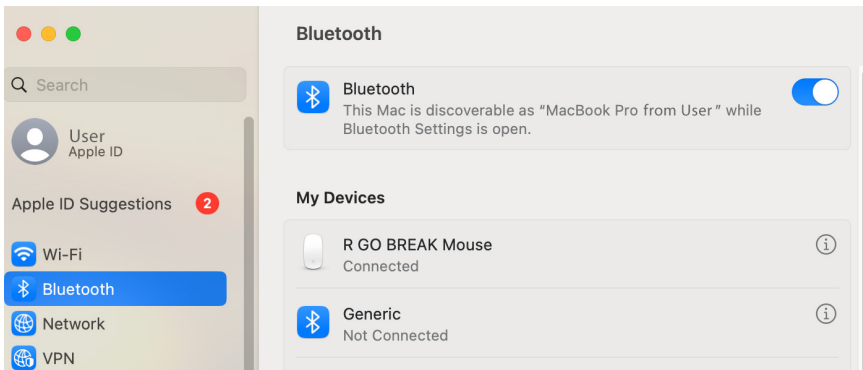 Search
User
Apple ID
Apple ID Suggestions 2
Wi-Fi
Bluetooth
Network
VPN
Bluetooth
Bluetooth
This Mac is discoverable as “MacBook Pro from User” while
Bluetooth Settings is open.
My Devices
R GO BREAK Mouse
Connected
Generic
Not Connected